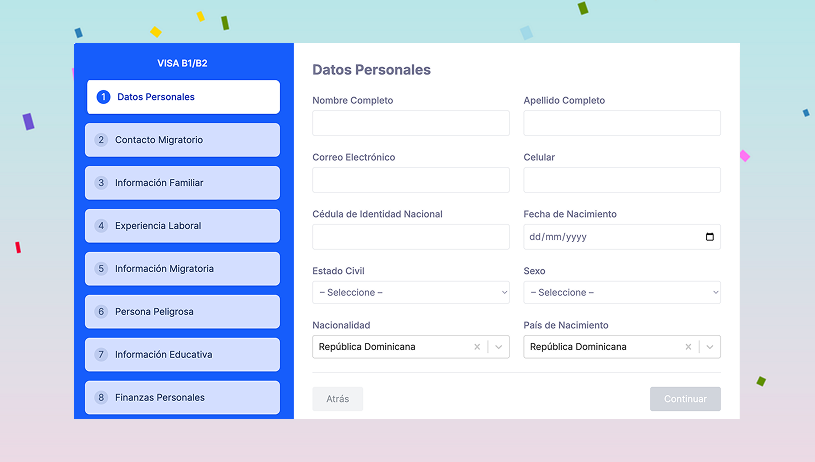 VISA B1/B2
1 Datos Personales
2 Contacto Migratorio
3 Información Familiar
4 Experiencia Laboral
5 Información Migratoria
6 Persona Peligrosa
7 Información Educativa
8 Finanzas Personales
Datos Personales
Nombre Completo Apellido Completo
Correo Electrónico Celular
Cédula de Identidad Nacional Fecha de Nacimiento
dd/mm/yyyy
Estado Civil Sexo
– Seleccione – – Seleccione –
Nacionalidad País de Nacimiento
República Dominicana República Dominicana
Atrás Continuar